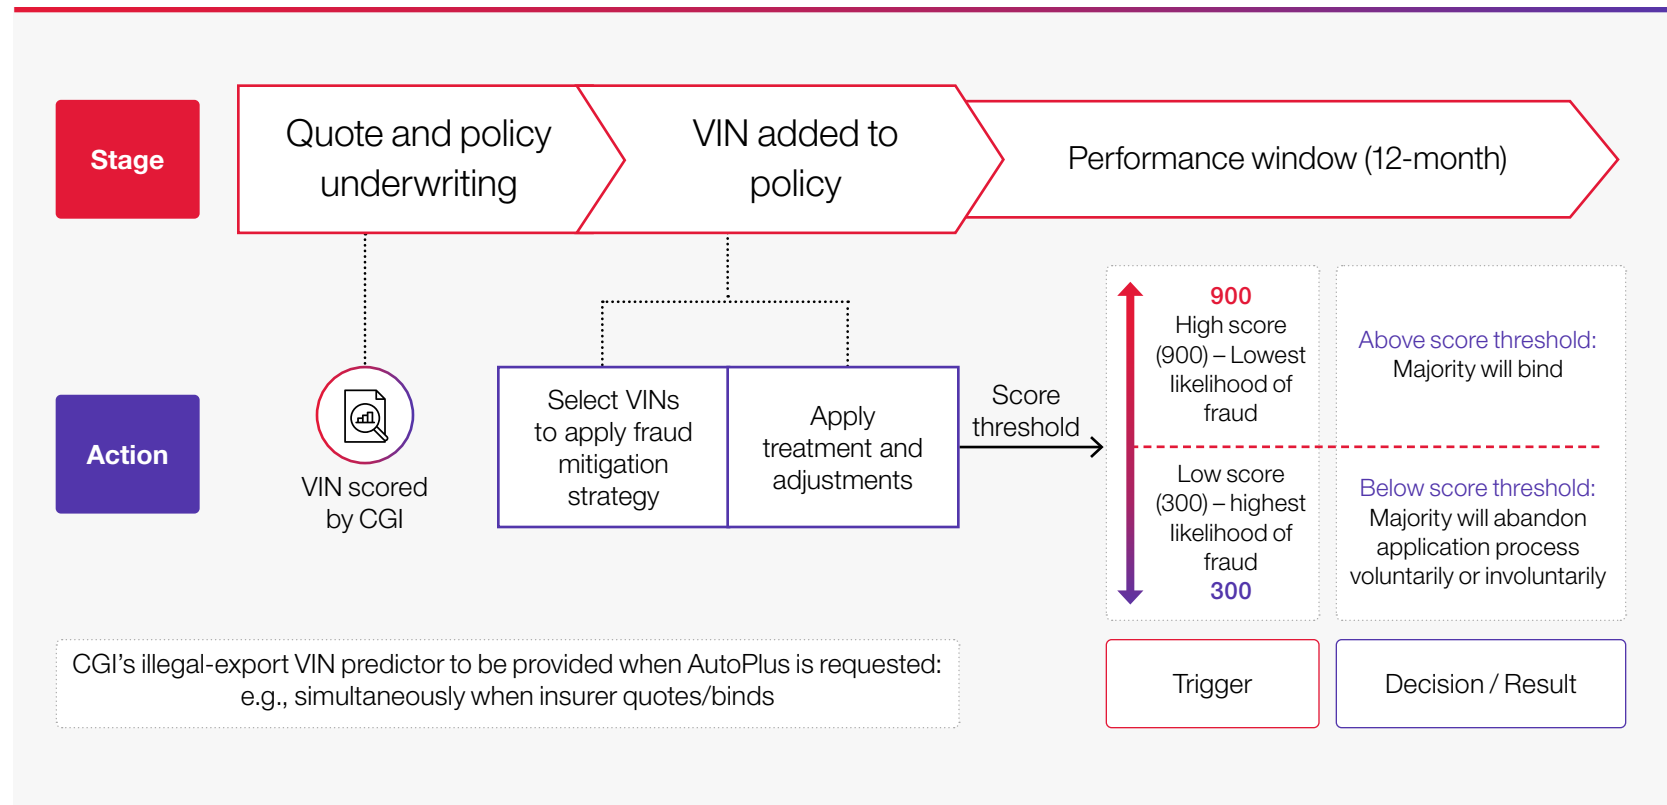 Stage
Quote and policy
underwriting
VIN added to
policy
Performance window (12-month)
Action
VIN scored
by CGI
Select VINs
to apply fraud
mitigation
strategy
Apply
treatment and
adjustments
Score
threshold
900
High score
(900) – Lowest
likelihood of
fraud
Low score
(300) – highest
likelihood of
fraud
300
Above score threshold:
Majority will bind
Below score threshold:
Majority will abandon
application process
voluntarily or involuntarily
CGI’s illegal-export VIN predictor to be provided when AutoPlus is requested:
e.g., simultaneously when insurer quotes/binds
Trigger
Decision / Result